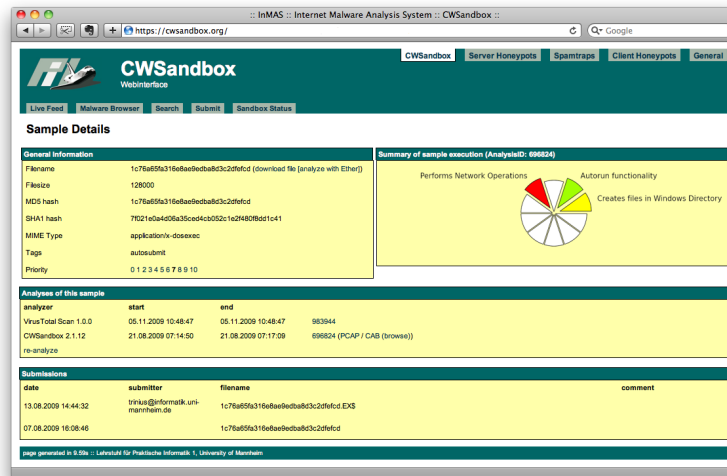 :: InMAS :: Internet Malware Analysis System :: CWSandbox ::
https://cwsandbox.org/
Google
CWSandbox Server Honeypots Spamtraps Client Honeypots General
CWSandbox
Webinterface
Live Feed Malware Browser Search Submit Sandbox Status
Sample Details
General Information
Filename 1c76a65fa316e8ae9edba8d3c2dfefcd (download file [analyze with Ether])
Filesize 128000
MD5 hash 1c76a65fa316e8ae9edba8d3c2dfefcd
SHA1 hash 7f021e0a4d06a35ced4cb052c1e2f480f8dd1c41
MIME Type application/x-dosexec
Tags autosubmit
Priority 0 1 2 3 4 5 6 7 8 9 10
Summary of sample execution (AnalysisID: 696824)
Performs Network Operations
Autorun functionality
Creates files in Windows Directory
Analyses of this sample
analyzer start end
VirusTotal Scan 1.0.0 05.11.2009 10:48:47 05.11.2009 10:48:47 983944
CWSandbox 2.1.12 21.08.2009 07:14:50 21.08.2009 07:17:09 696824 (PCAP / CAB (browse))
re-analyze
Submissions
date submitter filename comment
13.08.2009 14:44:32 trinius@informatik.uni-mannheim.de 1c76a65fa316e8ae9edba8d3c2dfefcd.EX$
07.08.2009 16:08:46 1c76a65fa316e8ae9edba8d3c2dfefcd
page generated in 9.59s :: Lehrstuhl für Praktische Informatik 1, University of Mannheim